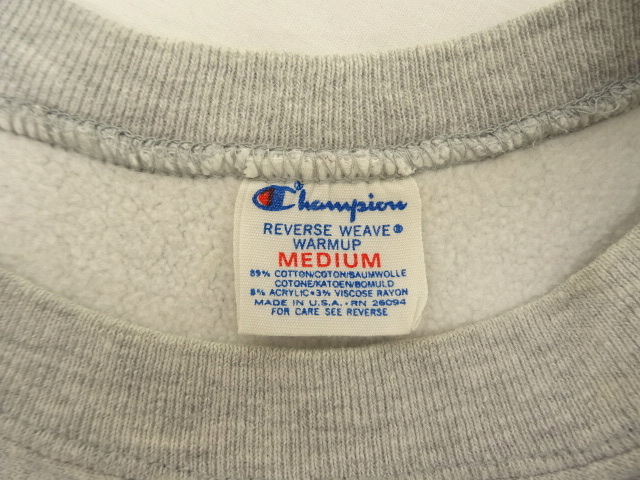 Champion
REVERSE WEAVE®
WARMUP
MEDIUM
89% COTTON/COTON/BAUMWOLLE
COTONE/KATOEN/BOMULD
8% ACRYLIC•3% VISCOSE RAYON
MADE IN U.S.A.•RN 26094
FOR CARE SEE REVERSE